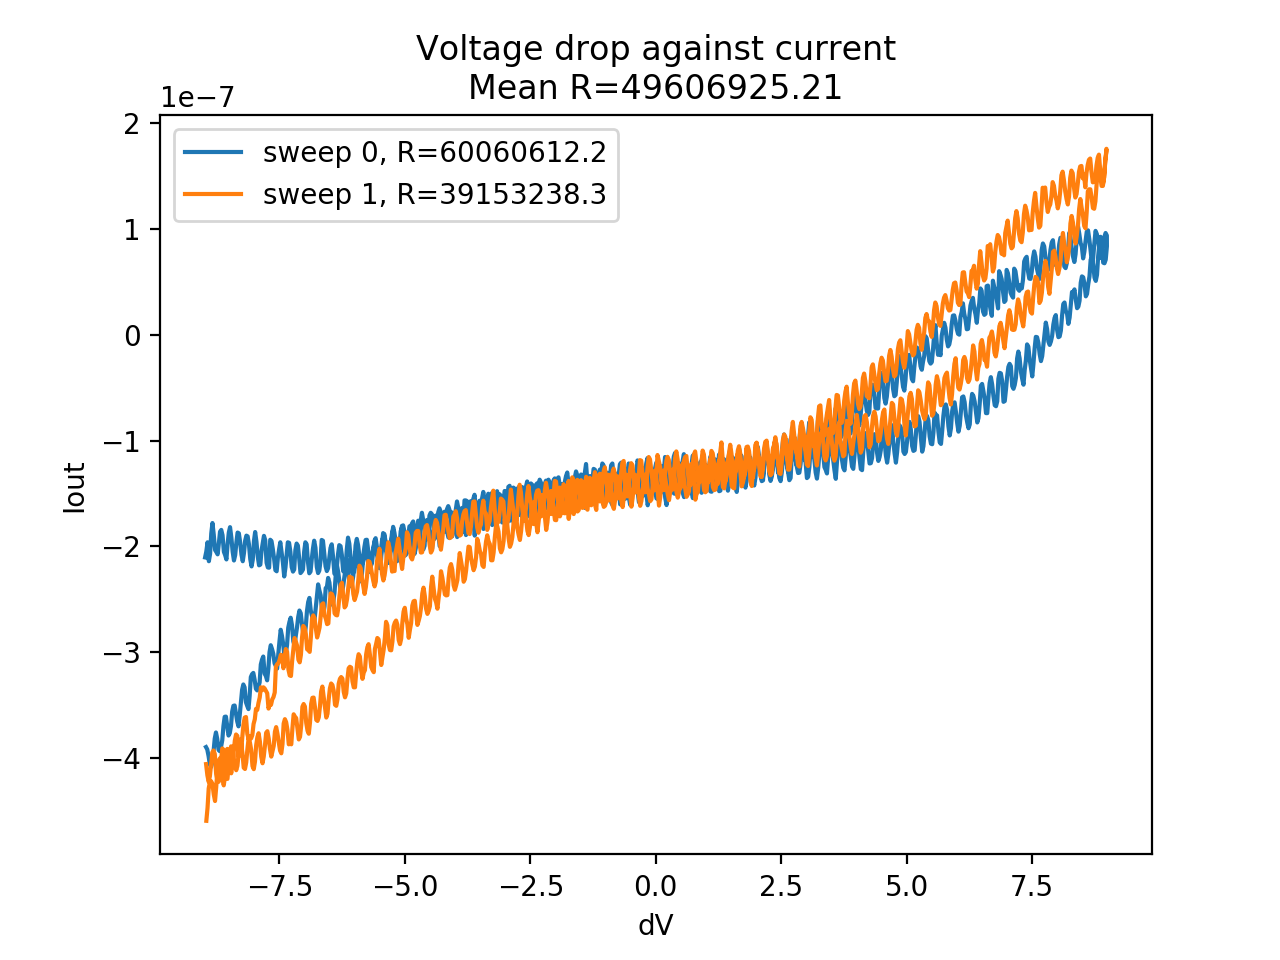 Voltage drop against current
Mean R=49606925.21
1e−7
sweep 0, R=60060612.2
sweep 1, R=39153238.3
2
1
0
−1
−2
−3
−4
Iout
−7.5
−5.0
−2.5
0.0
2.5
5.0
7.5
dV